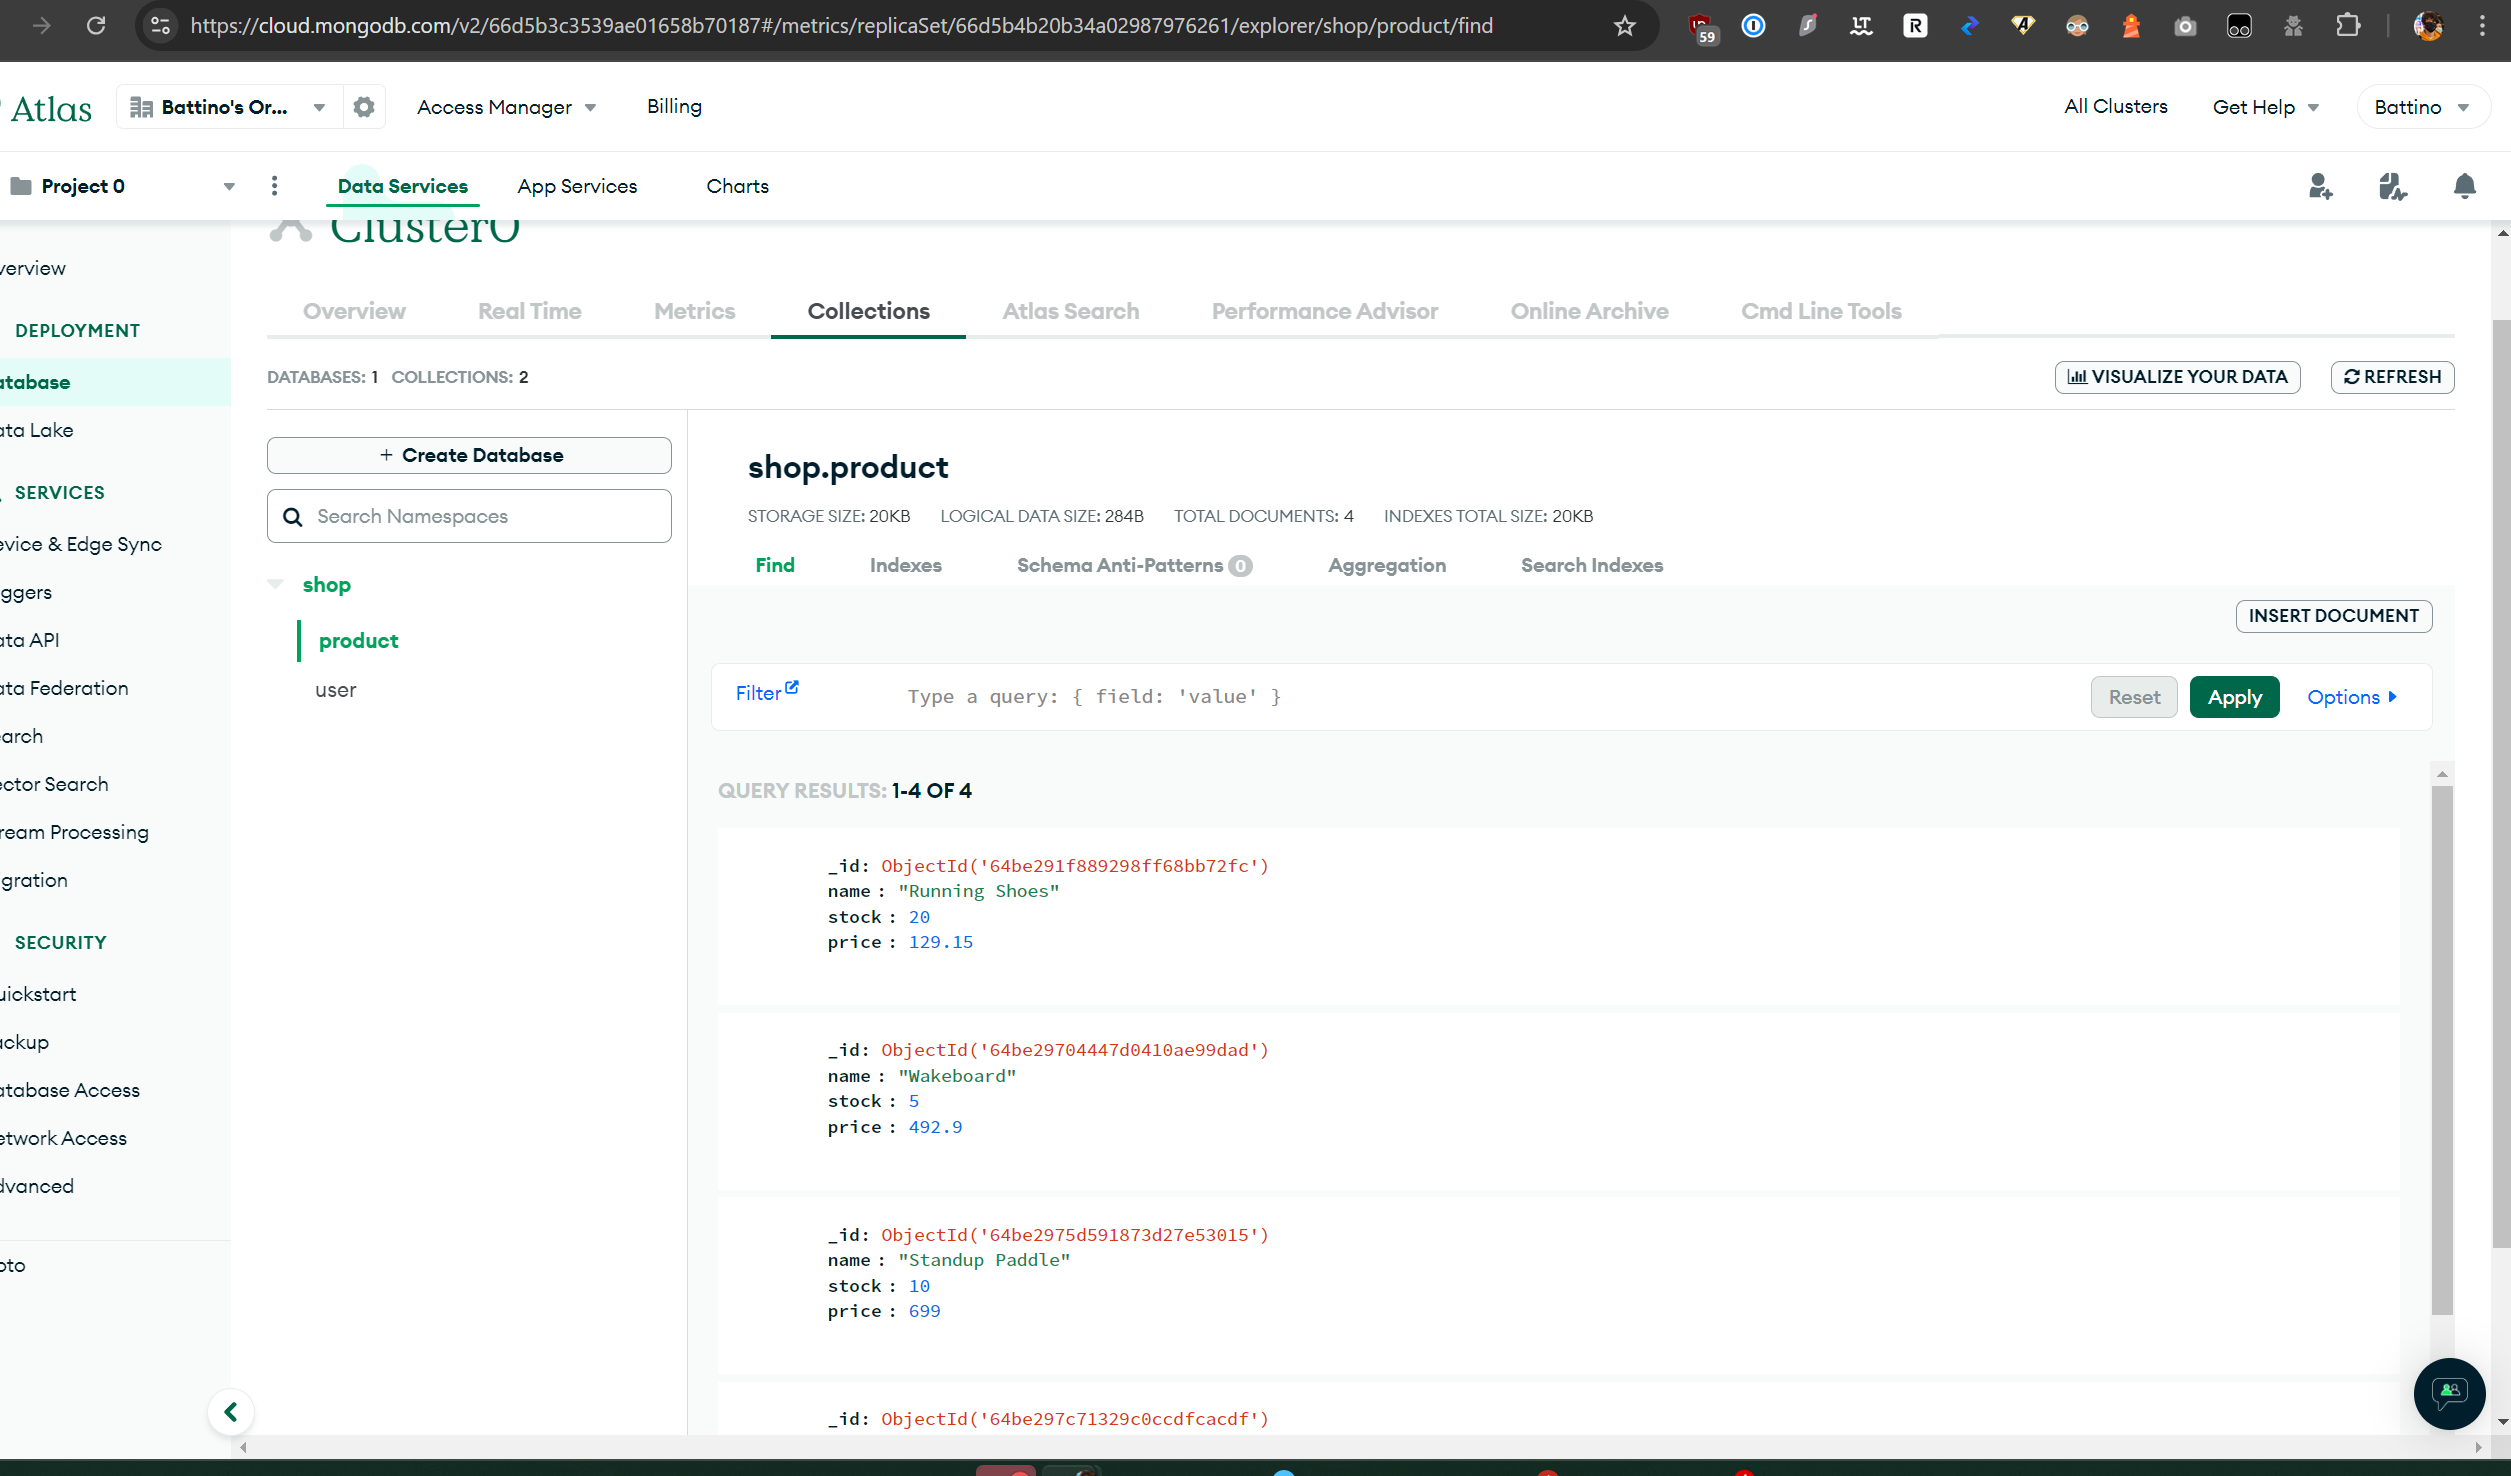 https://cloud.mongodb.com/v2/66d5b3c3539ae01658b70187#/metrics/replicaSet/66d5b4b20b34a02987976261/explorer/shop/product/find
59
Atlas
Battino's Or...
Access Manager
Billing
All Clusters
Get Help
Battino
Project 0
Data Services
App Services
Charts
Cluster0
verview
DEPLOYMENT
atabase
ata Lake
SERVICES
evice & Edge Sync
ggers
ata API
ata Federation
earch
ector Search
ream Processing
igration
SECURITY
uickstart
ackup
atabase Access
etwork Access
dvanced
oto
Overview
Real Time
Metrics
Collections
Atlas Search
Performance Advisor
Online Archive
Cmd Line Tools
DATABASES: 1 COLLECTIONS: 2
VISUALIZE YOUR DATA
REFRESH
+ Create Database
Search Namespaces
shop
product
user
shop.product
STORAGE SIZE: 20KB LOGICAL DATA SIZE: 284B TOTAL DOCUMENTS: 4 INDEXES TOTAL SIZE: 20KB
Find
Indexes
Schema Anti-Patterns 0
Aggregation
Search Indexes
INSERT DOCUMENT
Filter
Type a query: { field: 'value' }
Reset
Apply
Options
QUERY RESULTS: 1-4 OF 4
_id: ObjectId('64be291f889298ff68bb72fc')
name : "Running Shoes"
stock : 20
price : 129.15
_id: ObjectId('64be29704447d0410ae99dad')
name : "Wakeboard"
stock : 5
price : 492.9
_id: ObjectId('64be2975d591873d27e53015')
name : "Standup Paddle"
stock : 10
price : 699
_id: ObjectId('64be297c71329c0ccdfcacdf')